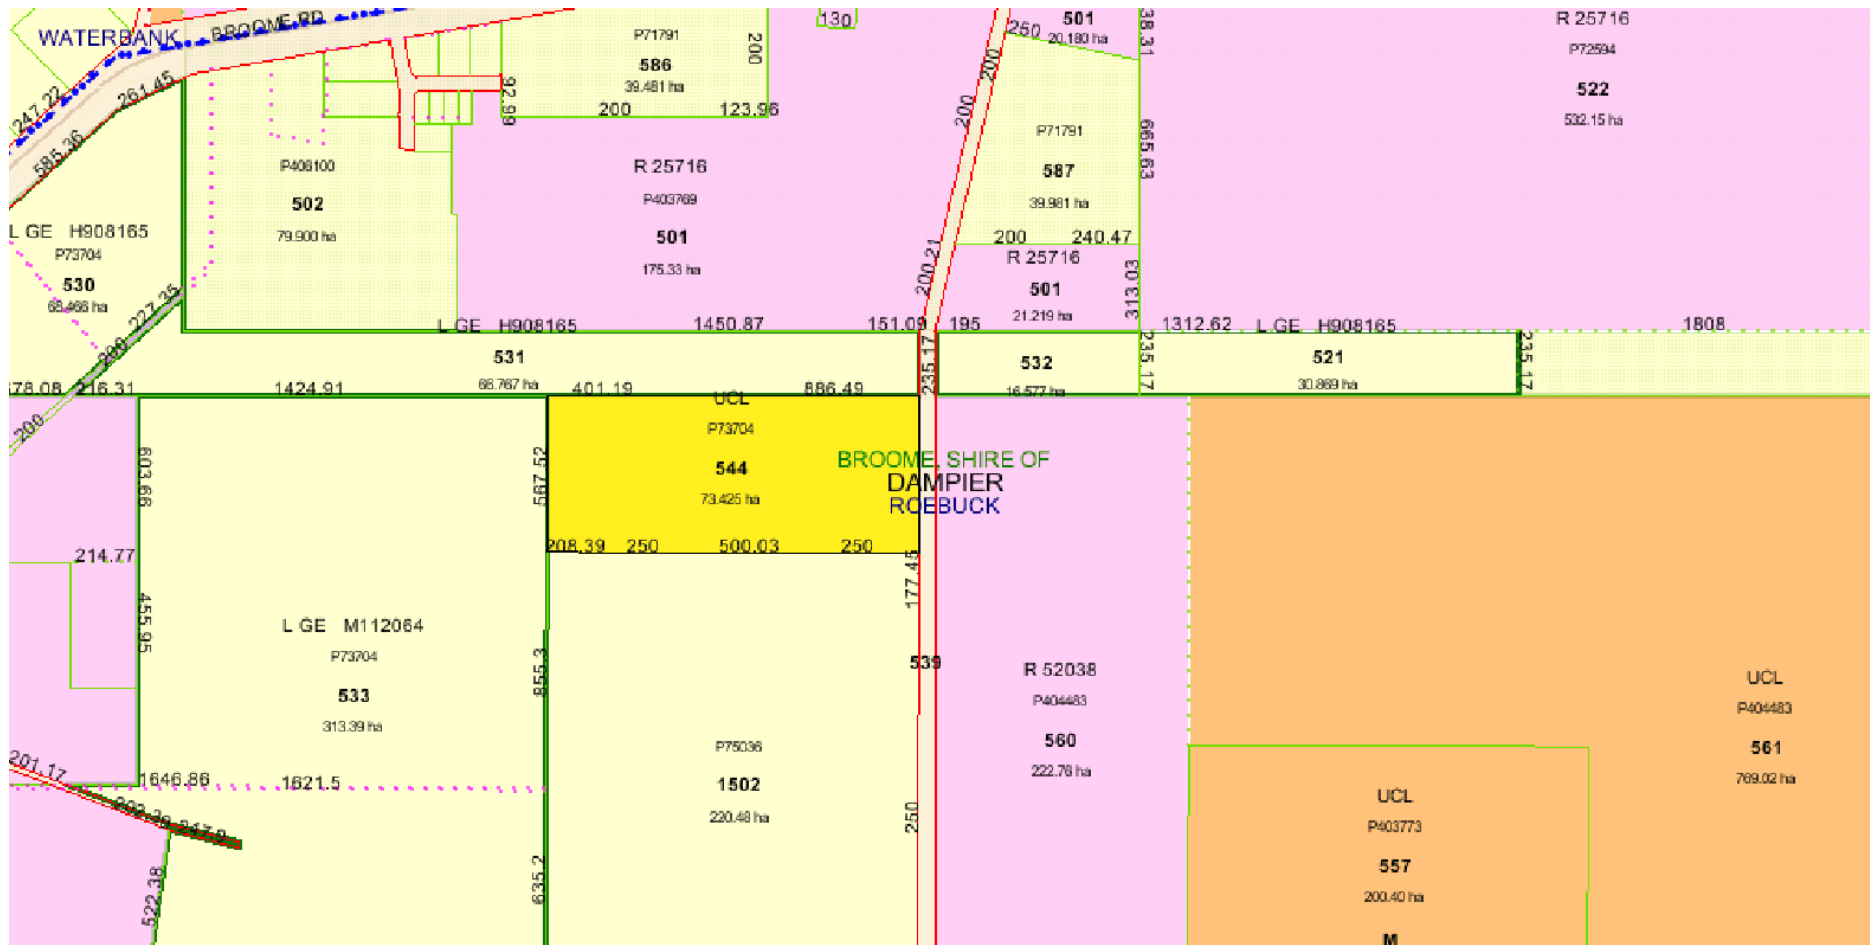 WATERBANK
BROOME RD
247.22
261.45
585.36
P71791
586
39.481 ha
200
92.99
200
123.96
130
250
501
20.180 ha
38.31
R 25716
P72594
522
532.15 ha
200
200
P71791
587
39.981 ha
665.63
200
240.47
P406100
502
79.900 ha
R 25716
P403769
501
175.33 ha
200.21
R 25716
501
21.219 ha
313.03
L GE H908165
P73704
530
68.466 ha
227.35
200
L GE H908165
1450.87
151.09
195
1312.62
L GE H908165
1808
531
68.767 ha
235.17
532
16.577 ha
235.17
521
30.869 ha
235.17
678.08
216.31
1424.91
401.19
886.49
200
UCL
P73704
544
73.425 ha
BROOME, SHIRE OF
DAMPIER
ROEBUCK
603.66
567.52
208.39
250
500.03
250
177.45
214.77
455.95
L GE M112064
P73704
533
313.39 ha
855.3
539
R 52038
P404483
560
222.76 ha
UCL
P404483
561
769.02 ha
P75036
1502
220.48 ha
201.17
1646.86
1621.5
247.9
250
UCL
P403773
557
200.40 ha
M
635.2
522.38